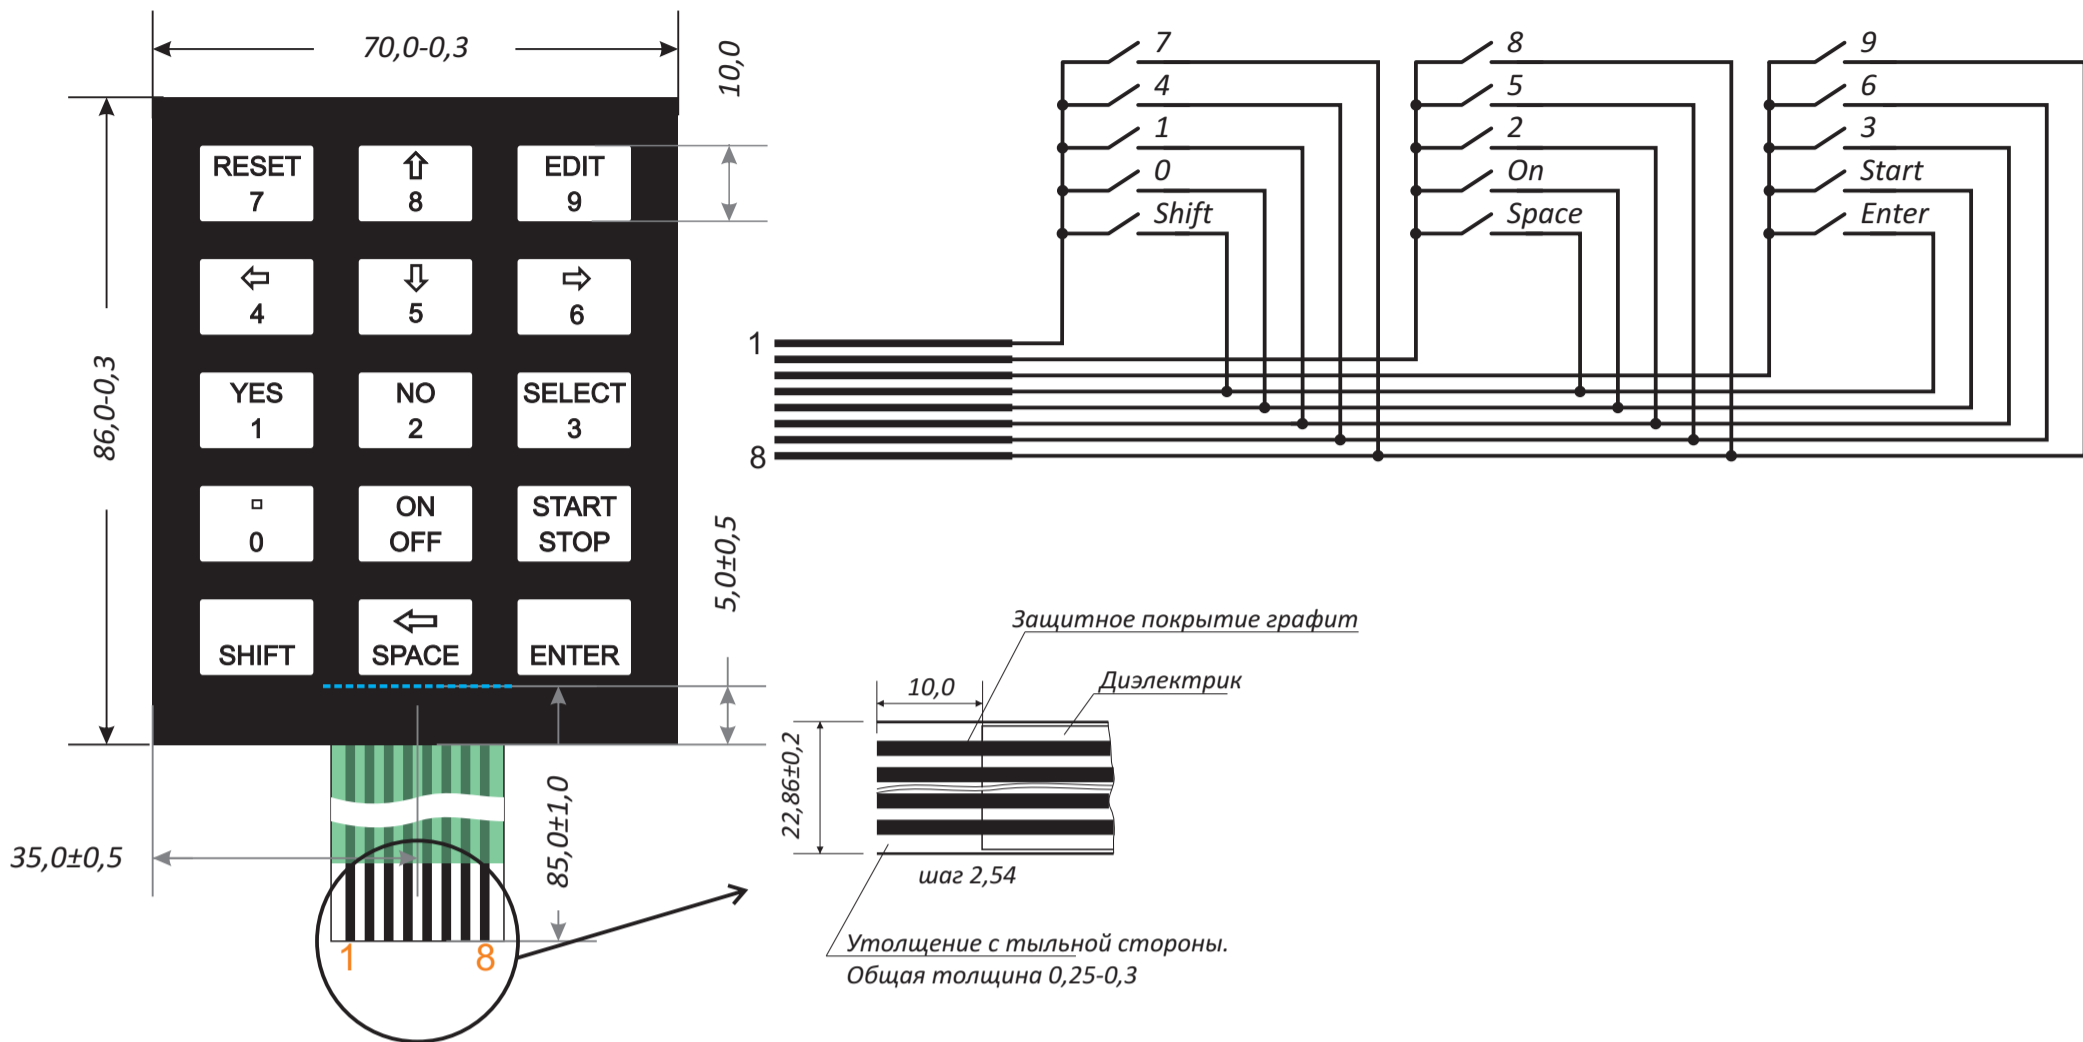 70,0-0,3
10,0
86,0-0,3
RESET
7
8
EDIT
9
4
5
6
YES
1
NO
2
SELECT
3
0
ON
OFF
START
STOP
SHIFT
SPACE
ENTER
5,0±0,5
35,0±0,5
85,0±1,0
1
8
7
4
1
0
Shift
8
5
2
On
Space
9
6
3
Start
Enter
1
8
Защитное покрытие графит
10,0
Диэлектрик
22,86±0,2
шаг 2,54
Утолщение с тыльной стороны.
Общая толщина 0,25-0,3